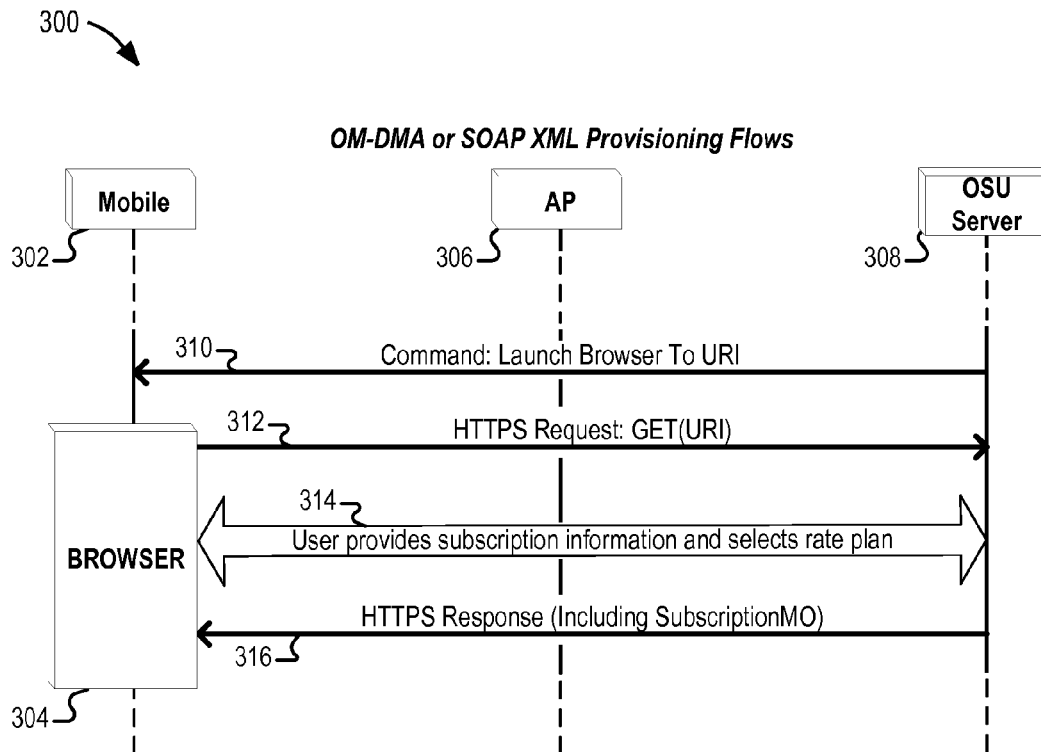 300
OM-DMA or SOAP XML Provisioning Flows
Mobile
AP
OSU
Server
302
306
308
310
Command: Launch Browser To URI
312
HTTPS Request: GET(URI)
314
User provides subscription information and selects rate plan
BROWSER
HTTPS Response (Including SubscriptionMO)
316
304